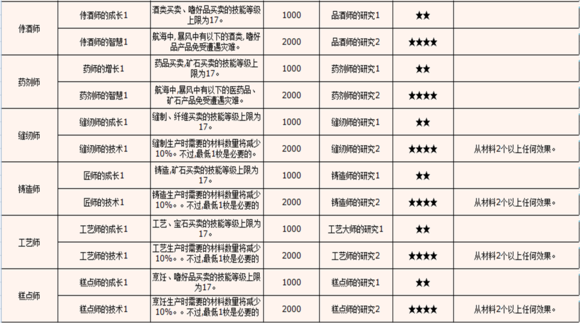 侍酒师
侍酒师的成长1
酒类买卖、嗜好品买卖的技能等级
上限为17。
1000
品酒师的研究1
★★
侍酒师的智慧1
航海中,暴风中有以下的酒类,嗜好
品产品免受遭遇灾难。
2000
品酒师的研究2
★★★★
药剂师
药师的增长1
药品买卖,矿石买卖的技能等级上
限为17。
1000
药剂师的研究1
★★
药剂师的智慧1
航海中,暴风中有以下的医药品、
矿石产品免受遭遇灾难。
2000
药剂师的研究2
★★★★
缝纫师
缝纫师的成长1
缝制、纤维买卖的技能等级上限为
17。
1000
缝纫师的研究1
★★
缝纫师的技术1
缝制生产时需要的材料数量将减少
10%。不过,最低1枚是必要的。
2000
缝纫师的研究2
★★★★
从材料2个以上任何效果。
铸造师
匠师的成长1
铸造,矿石买卖的技能等级上限为
17。
1000
铸造师的研究1
★★
匠师的技术1
铸造生产时需要的材料数量将减少
10%。。不过,最低1枚是必要的
2000
铸造师的研究2
★★★★
从材料2个以上任何效果。
工艺师
工艺师的成长1
工艺、宝石买卖的技能等级上限为
17。
1000
工艺大师的研究1
★★
工艺师的技术1
工艺生产时需要的材料数量将减少
10%。。不过,最低1枚是必要的
2000
工艺师的研究2
★★★★
从材料2个以上任何效果。
糕点师
糕点师的成长1
烹饪、嗜好品买卖的技能等级上限
为17。
1000
糕点师的研究1
★★
糕点师的技术1
烹饪生产时需要的材料数量将减少
10%。。不过,最低1枚是必要的
2000
糕点师的研究2
★★★★
从材料2个以上任何效果。